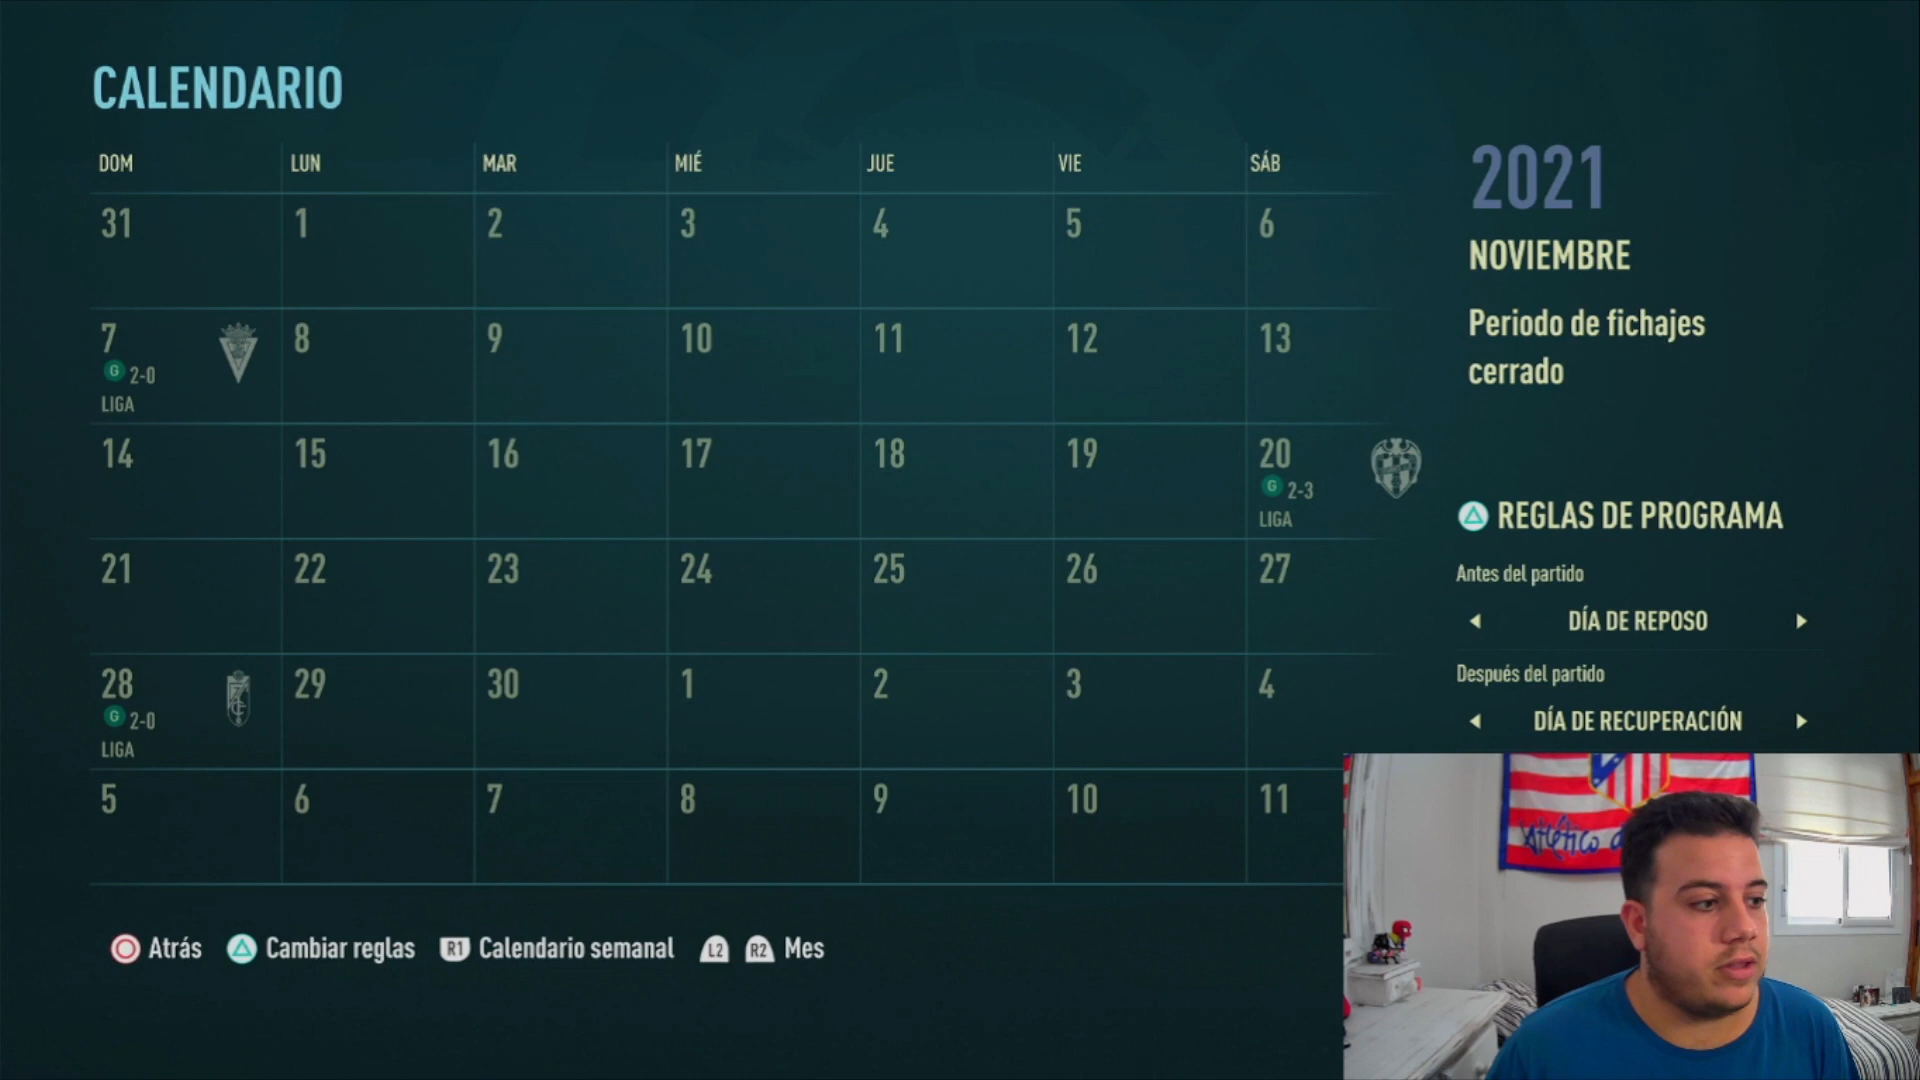 CALENDARIO
DOM LUN MAR MIÉ JUE VIE SÁB
31 1 2 3 4 5 6
7 8 9 10 11 12 13
G 2-0
LIGA
14 15 16 17 18 19 20
G 2-3
LIGA
21 22 23 24 25 26 27
28 29 30 1 2 3 4
G 2-0
LIGA
5 6 7 8 9 10 11
2021
NOVIEMBRE
Periodo de fichajes
cerrado
REGLAS DE PROGRAMA
Antes del partido
DÍA DE REPOSO
Después del partido
DÍA DE RECUPERACIÓN
Atrás Cambiar reglas R1 Calendario semanal L2 R2 Mes
Atlético